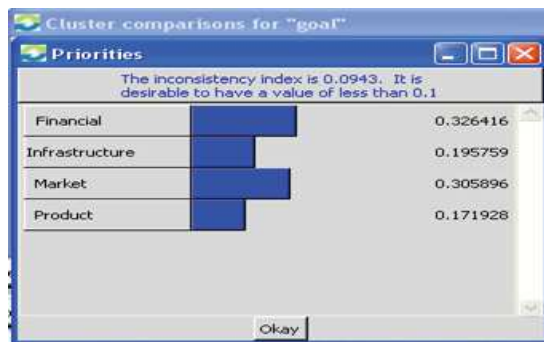 Cluster comparisons for "goal"
Priorities
The inconsistency index is 0.0943. It is
desirable to have a value of less than 0.1
Financial 0.326416
Infrastructure 0.195759
Market 0.305896
Product 0.171928
Okay